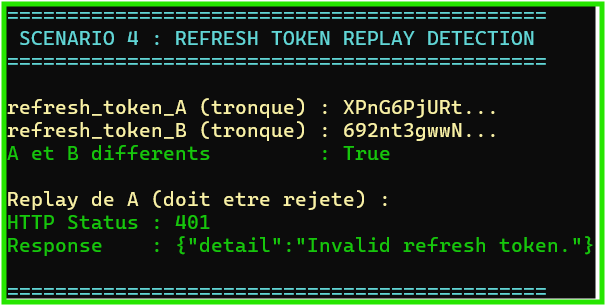 =============================================
SCENARIO 4 : REFRESH TOKEN REPLAY DETECTION
=============================================
refresh_token_A (tronque) : XPnG6PjURt...
refresh_token_B (tronque) : 692nt3gwwN...
A et B differents         : True
Replay de A (doit etre rejete) :
HTTP Status : 401
Response    : {"detail":"Invalid refresh token."}
=============================================